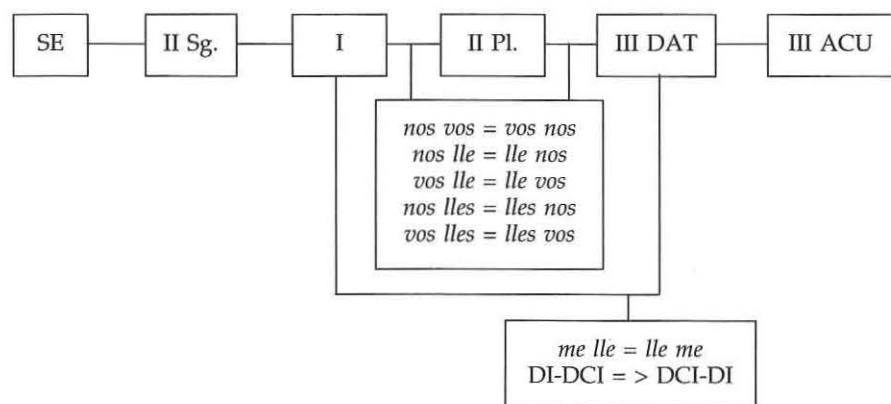 SE II Sg. I II Pl. III DAT III ACU
nos vos = vos nos
nos lle = lle nos
vos lle = lle vos
nos lles = lles nos
vos lles = lles vos
me lle = lle me
DI-DCI = > DCI-DI